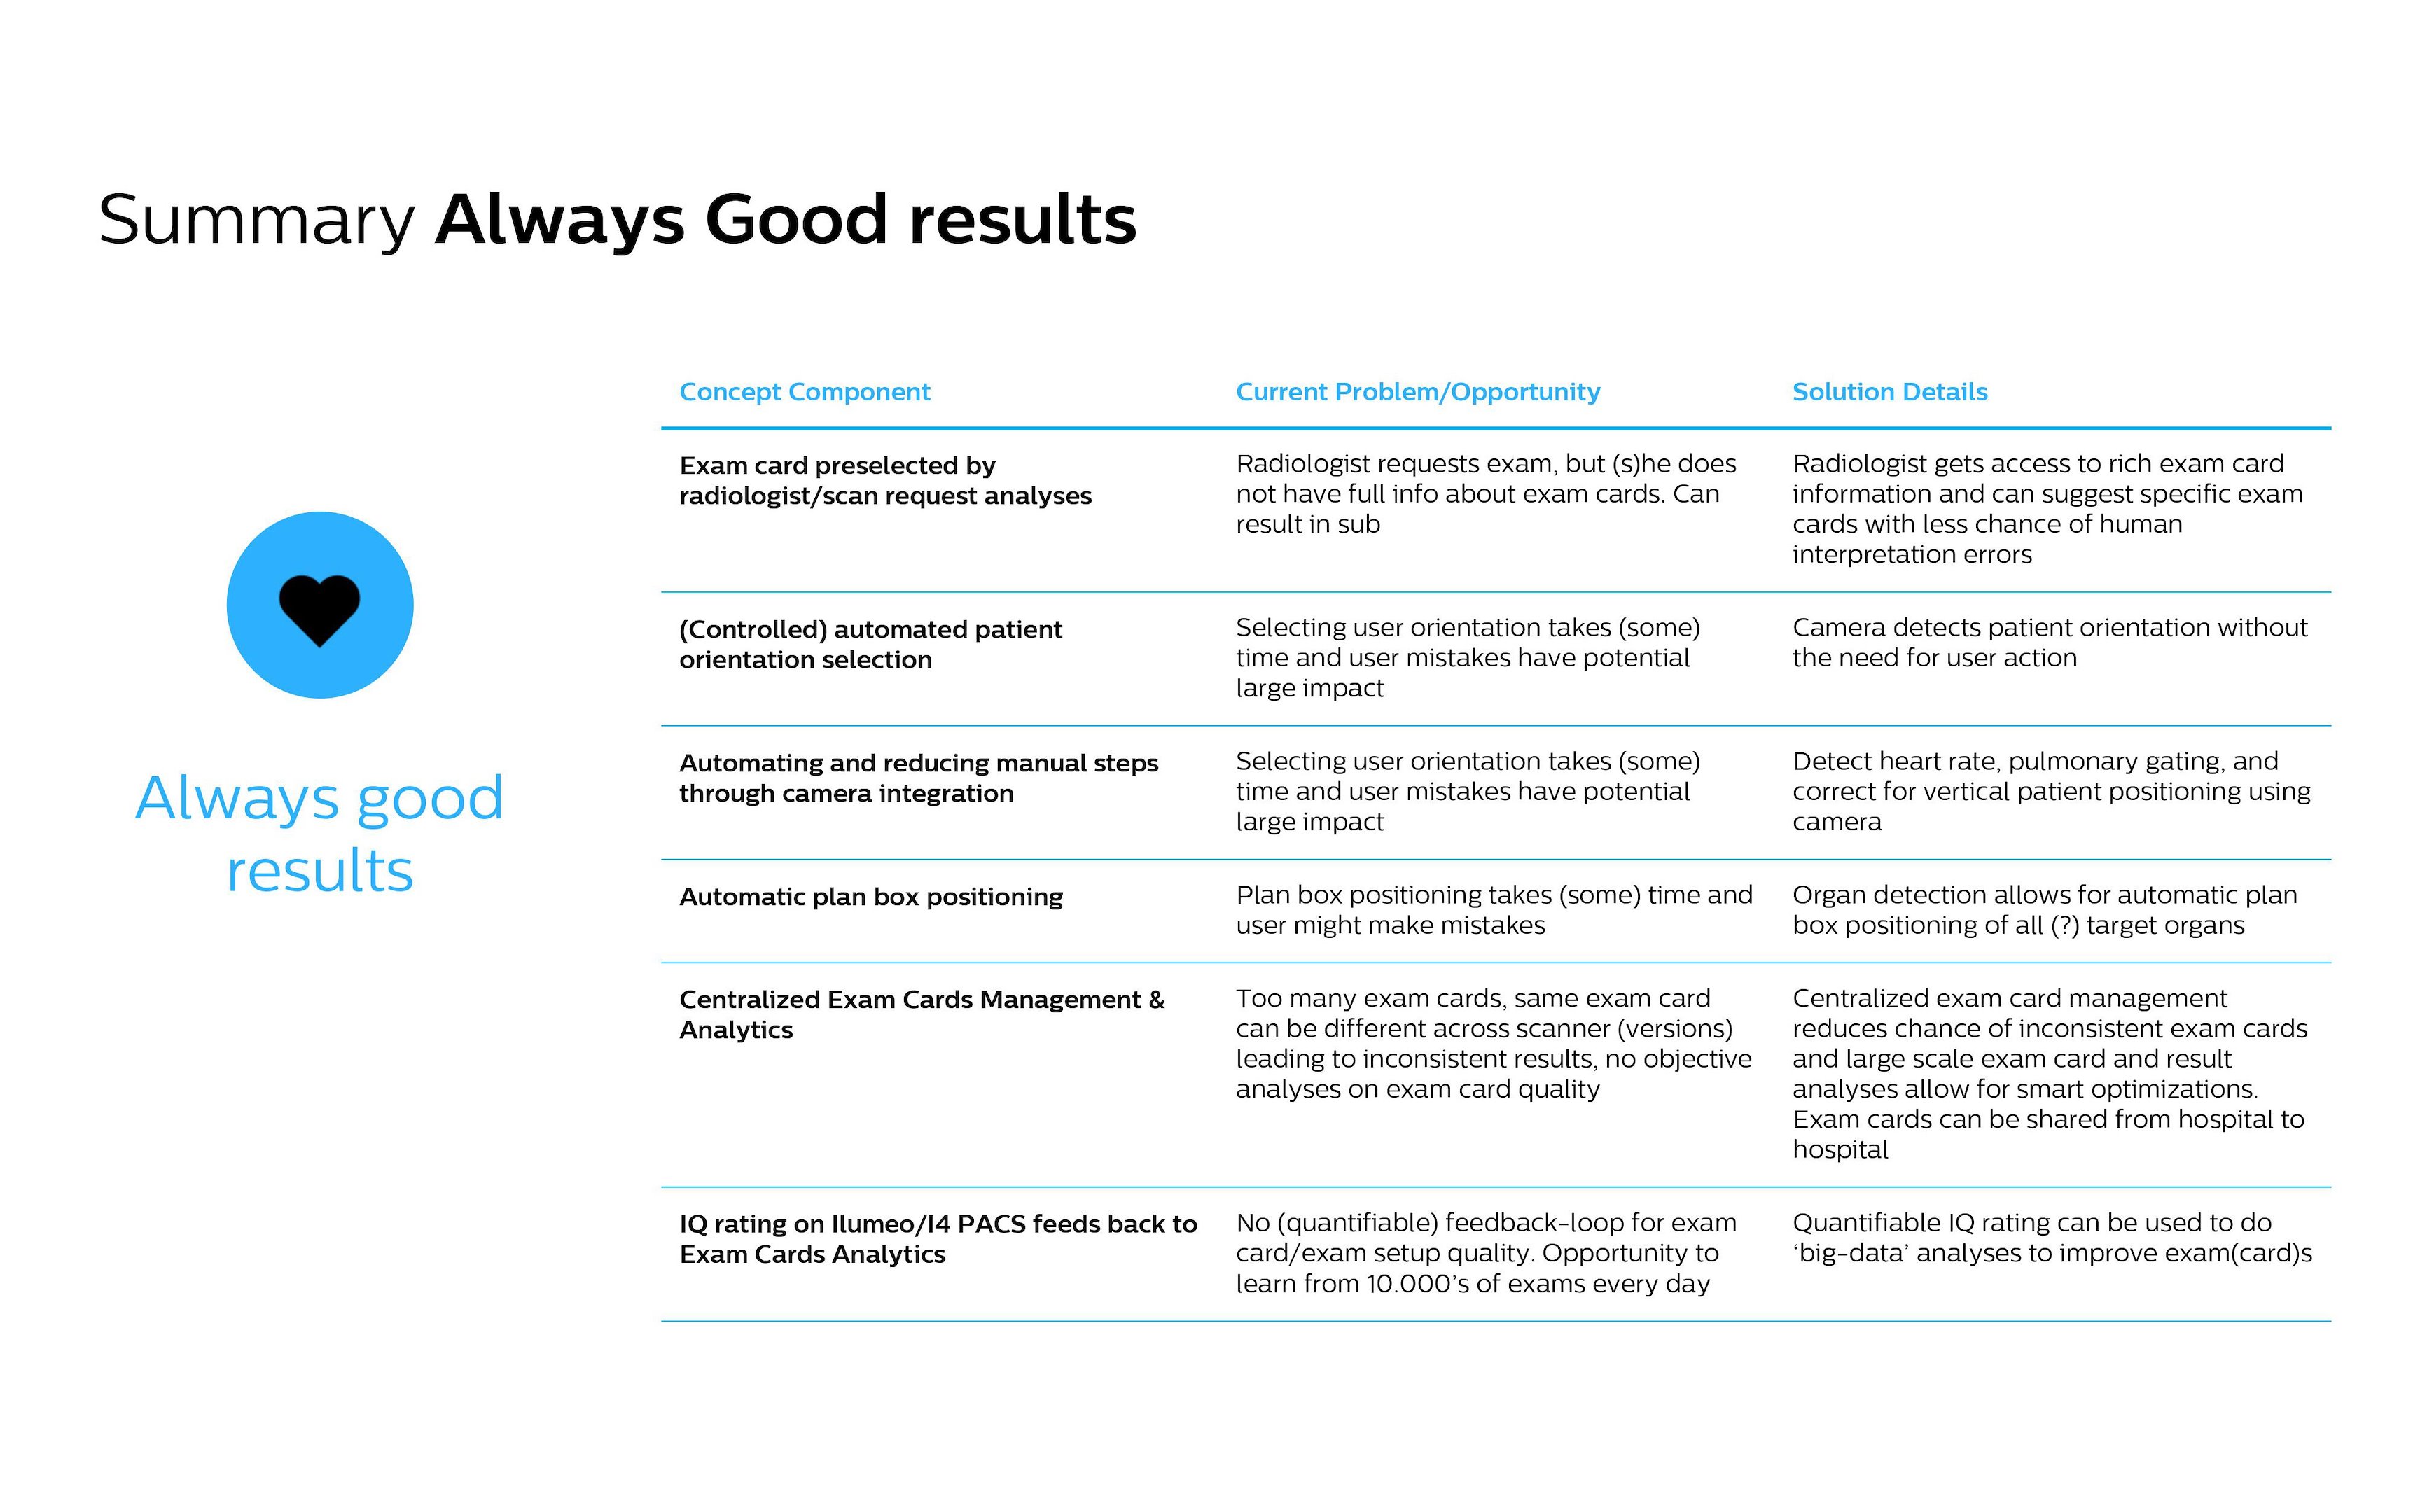 Summary Always Good results
Always good
results
Concept Component
Current Problem/Opportunity
Solution Details
Exam card preselected by
radiologist/scan request analyses
Radiologist requests exam, but (s)he does
not have full info about exam cards. Can
result in sub
Radiologist gets access to rich exam card
information and can suggest specific exam
cards with less chance of human
interpretation errors
(Controlled) automated patient
orientation selection
Selecting user orientation takes (some)
time and user mistakes have potential
large impact
Camera detects patient orientation without
the need for user action
Automating and reducing manual steps
through camera integration
Selecting user orientation takes (some)
time and user mistakes have potential
large impact
Detect heart rate, pulmonary gating, and
correct for vertical patient positioning using
camera
Automatic plan box positioning
Plan box positioning takes (some) time and
user might make mistakes
Organ detection allows for automatic plan
box positioning of all (?) target organs
Centralized Exam Cards Management &
Analytics
Too many exam cards, same exam card
can be different across scanner (versions)
leading to inconsistent results, no objective
analyses on exam card quality
Centralized exam card management
reduces chance of inconsistent exam cards
and large scale exam card and result
analyses allow for smart optimizations.
Exam cards can be shared from hospital to
hospital
IQ rating on Ilumeo/I4 PACS feeds back to
Exam Cards Analytics
No (quantifiable) feedback-loop for exam
card/exam setup quality. Opportunity to
learn from 10.000’s of exams every day
Quantifiable IQ rating can be used to do
‘big-data’ analyses to improve exam(card)s